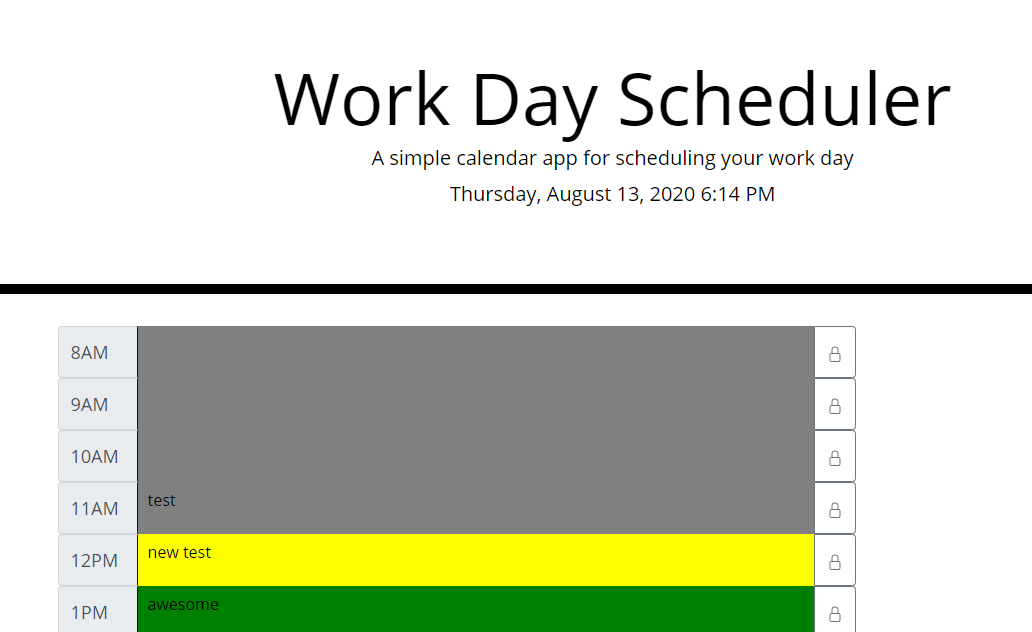 Work Day Scheduler
A simple calendar app for scheduling your work day
Thursday, August 13, 2020 6:14 PM
8AM
9AM
10AM
11AM test
12PM new test
1PM awesome